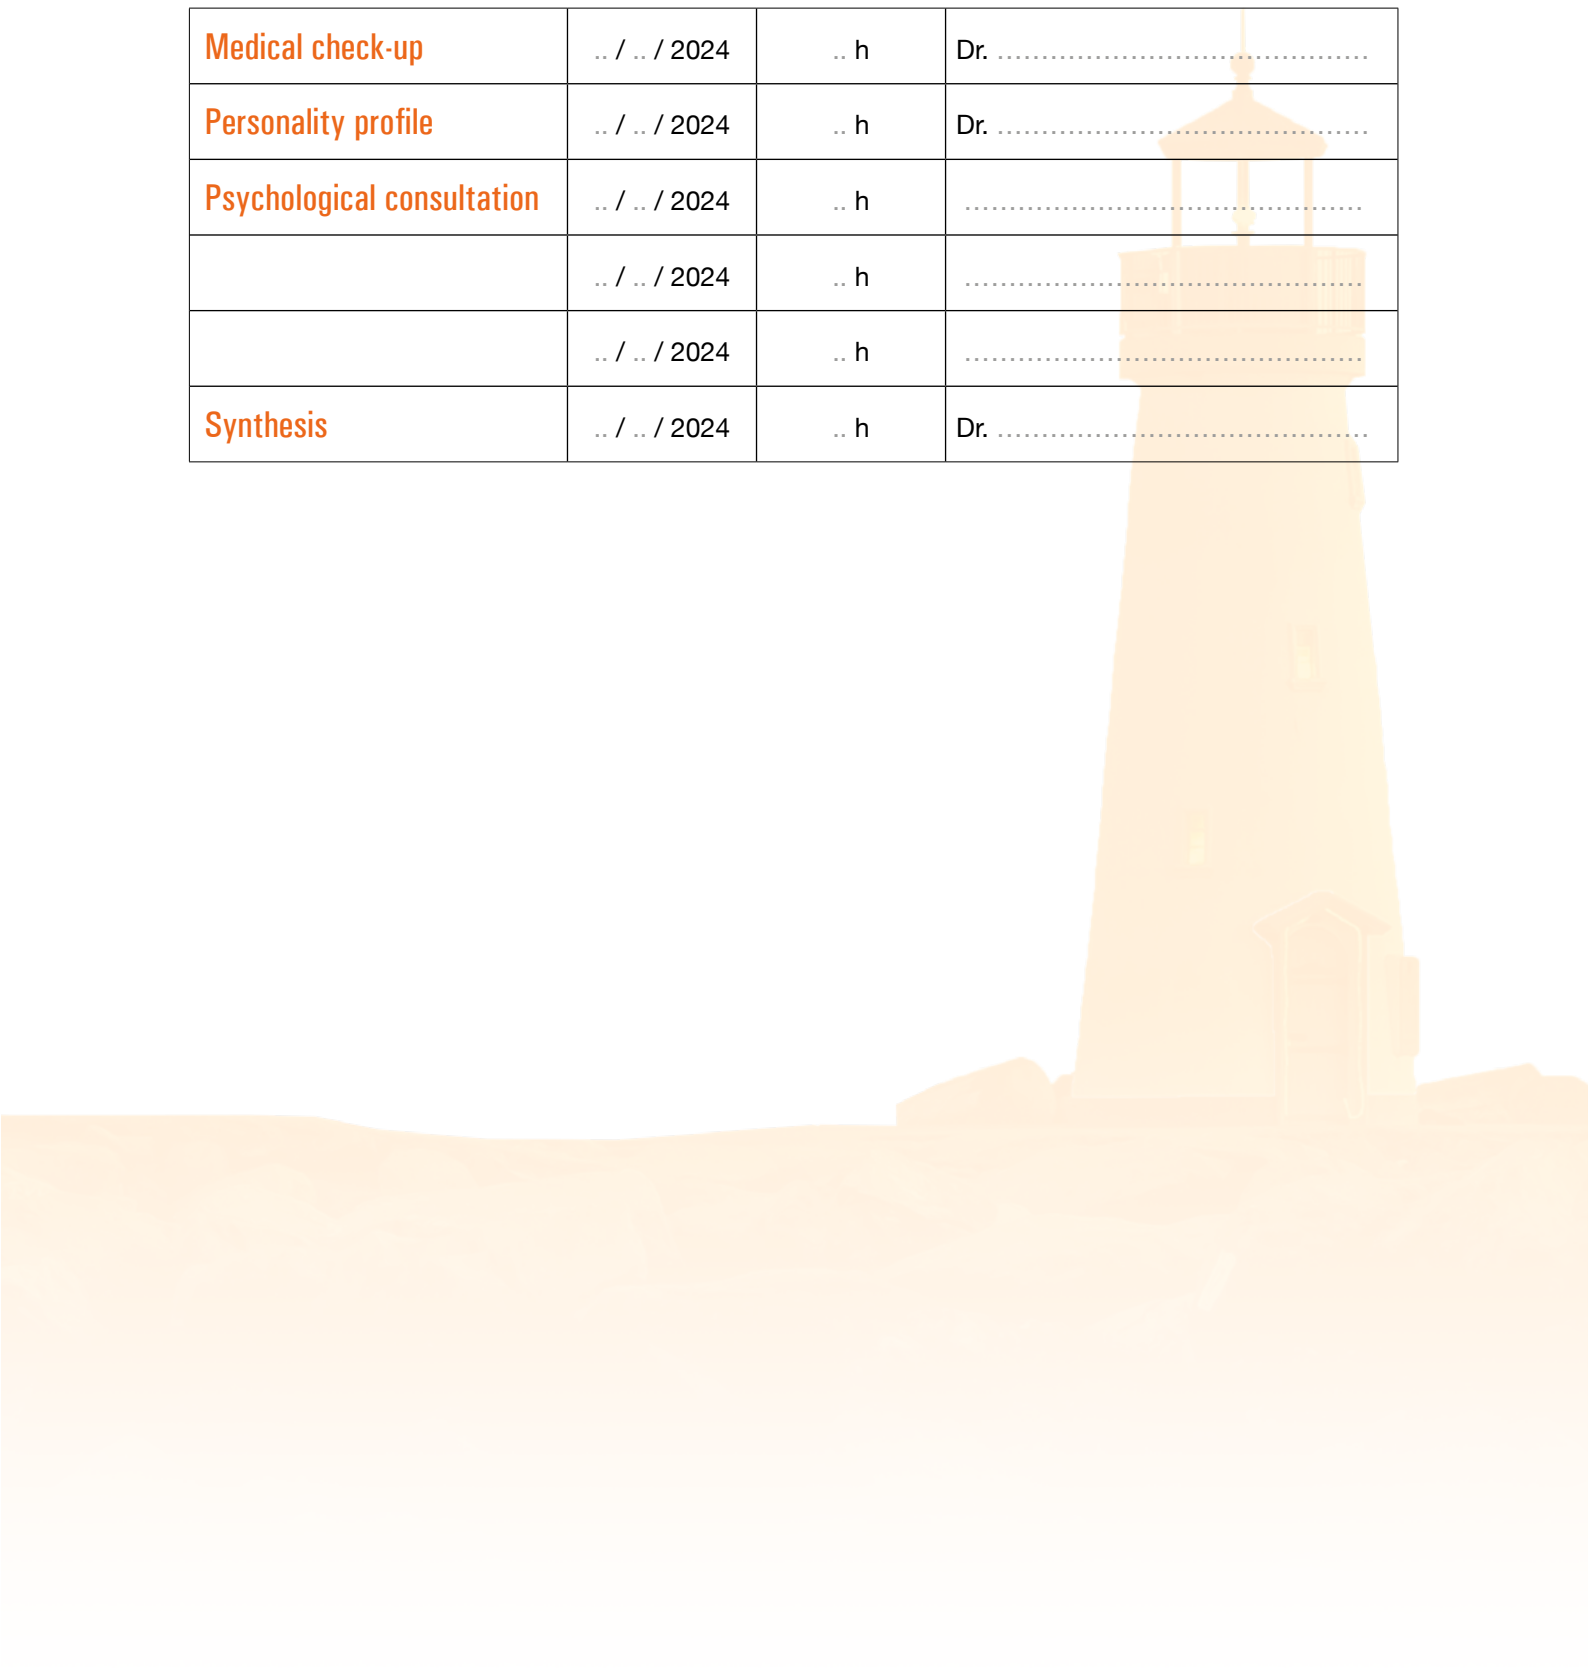 Medical check-up .. / .. / 2024 .. h Dr. ..........................................
Personality profile .. / .. / 2024 .. h Dr. ..........................................
Psychological consultation .. / .. / 2024 .. h .............................................
.. / .. / 2024 .. h .............................................
.. / .. / 2024 .. h .............................................
Synthesis .. / .. / 2024 .. h Dr. ..........................................